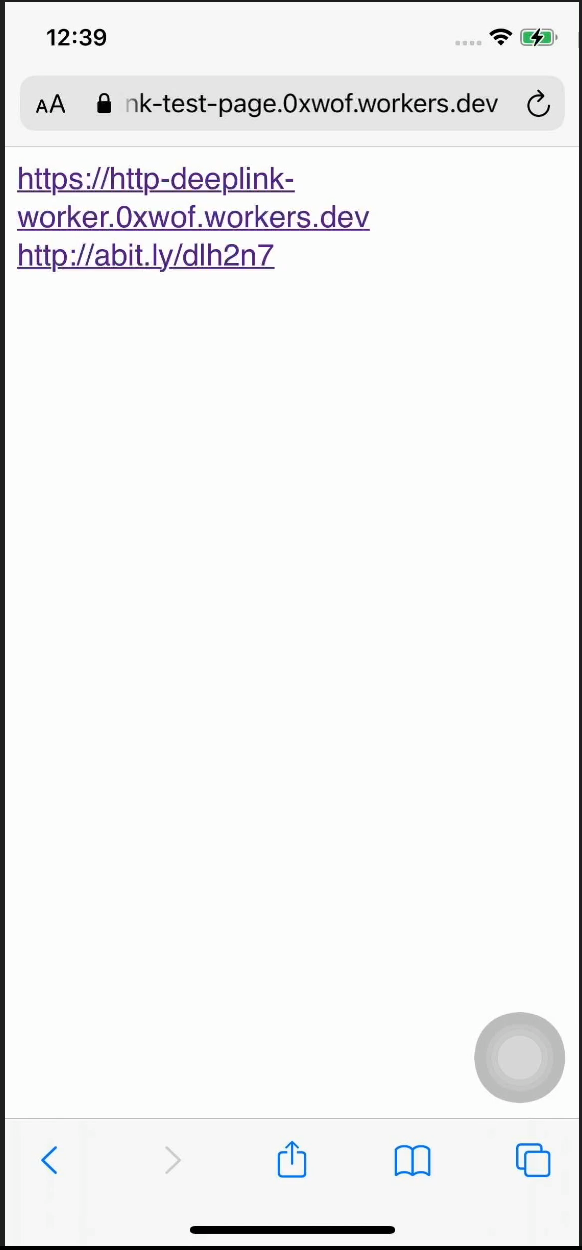 12:39
AA nk-test-page.0xwof.workers.dev
https://http-deeplink-
worker.0xwof.workers.dev
http://abit.ly/dlh2n7